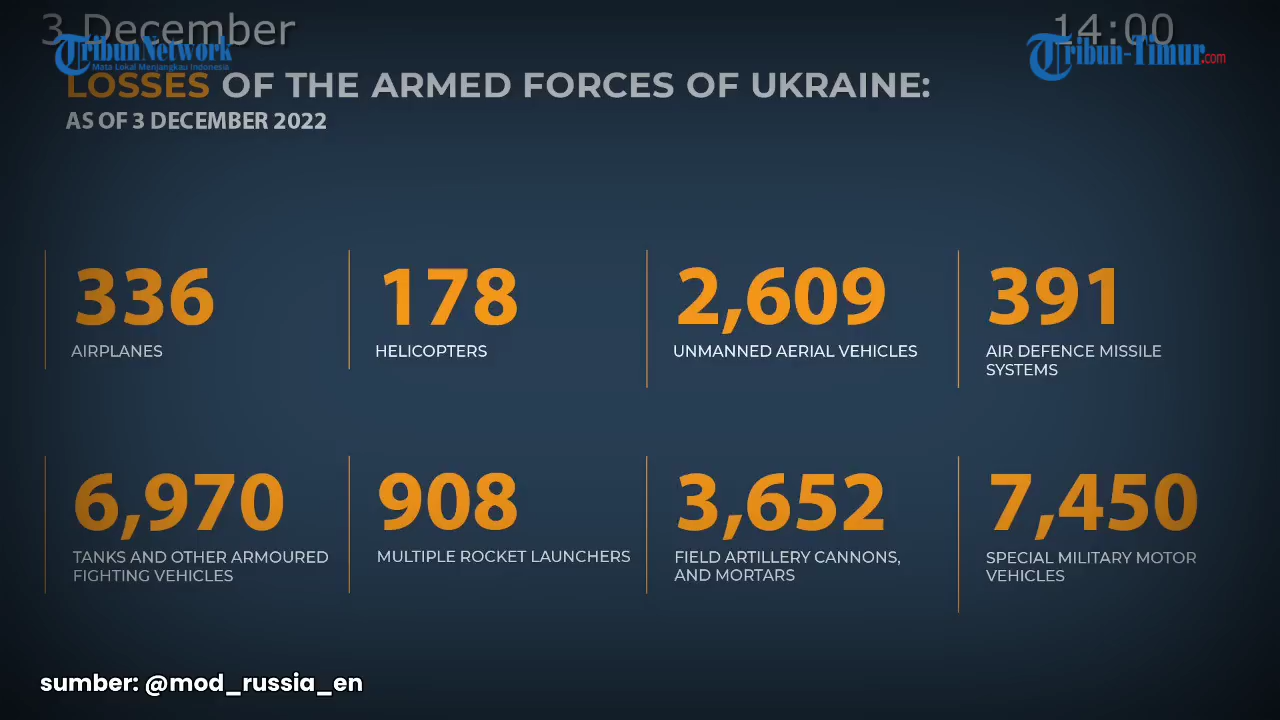 3 December
14:00
Tribun Network
Mata Lokal Menjangkau Indonesia
Tribun-Timur.com
LOSSES OF THE ARMED FORCES OF UKRAINE:
AS OF 3 DECEMBER 2022
336
AIRPLANES
178
HELICOPTERS
2,609
UNMANNED AERIAL VEHICLES
391
AIR DEFENCE MISSILE
SYSTEMS
6,970
TANKS AND OTHER ARMOURED
FIGHTING VEHICLES
908
MULTIPLE ROCKET LAUNCHERS
3,652
FIELD ARTILLERY CANNONS,
AND MORTARS
7,450
SPECIAL MILITARY MOTOR
VEHICLES
sumber: @mod_russia_en